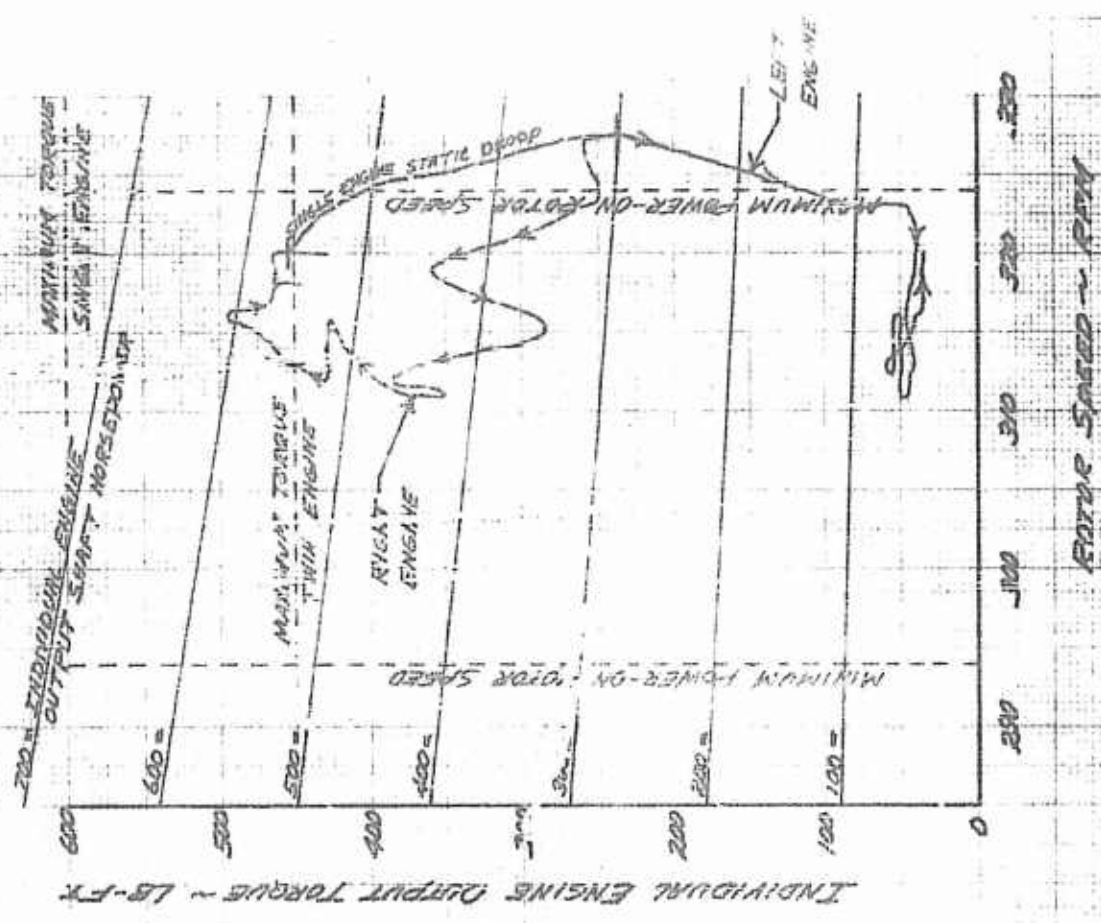 MAXIMUM TORQUE
SINGLE ENGINE
INDIVIDUAL ENGINE
OUTPUT SHAFT HORSEPOWER
700 =
600 =
500 =
400 =
200 =
100 =
MAXIMUM TORQUE
TWIN ENGINE
SINGLE ENGINE STATIC DROOP
LEFT
ENGINE
RIGHT
ENGINE
MAXIMUM POWER-ON ROTOR SPEED
MINIMUM POWER-ON ROTOR SPEED
INDIVIDUAL ENGINE OUTPUT TORQUE ~ LB-FT
600
500
400
300
200
100
0
290
300
310
320
ROTOR SPEED ~ RPM